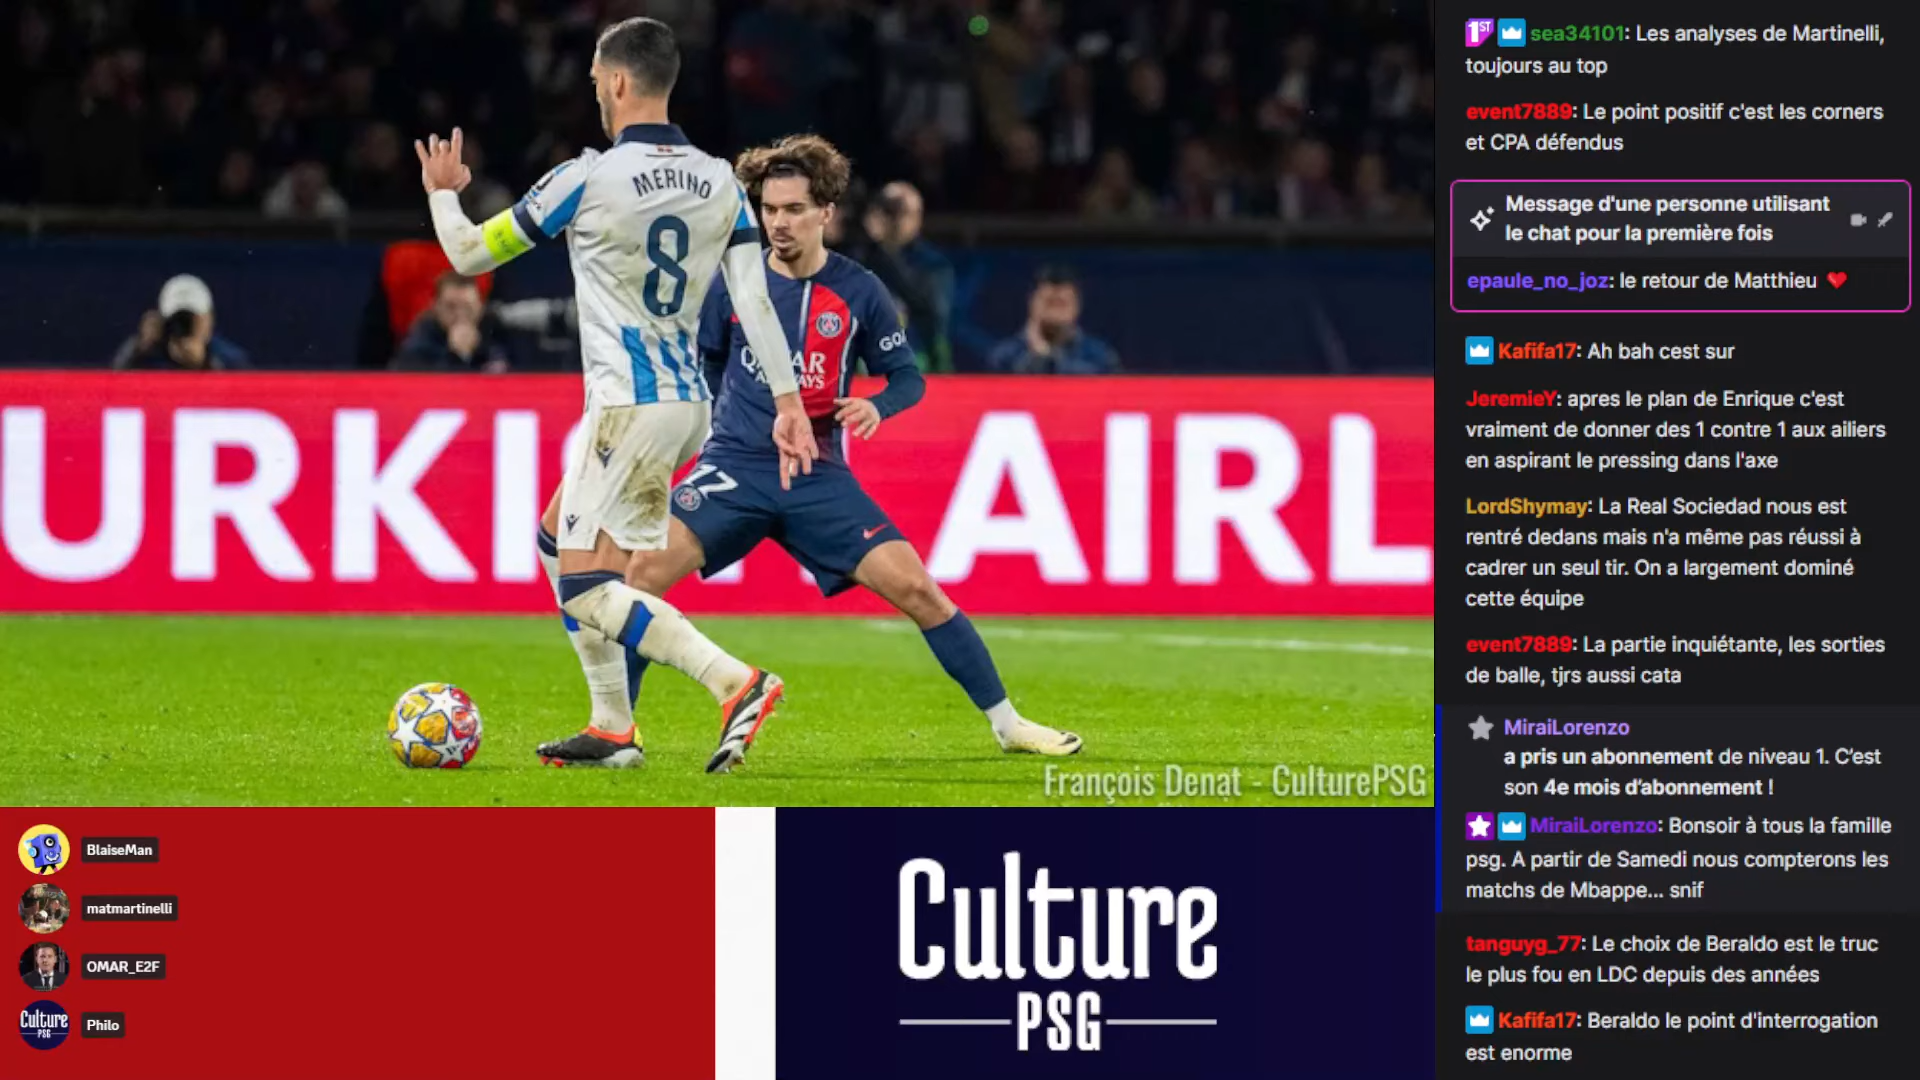 MERINO
8
QATAR
AIRWAYS
GOA
17
URKI
AIRL
François Denat - CulturePSG
BlaiseMan
matmartinelli
OMAR_E2F
Culture
PSG
Philo
Culture
PSG
1ST sea34101: Les analyses de Martinelli,
toujours au top
event7889: Le point positif c'est les corners
et CPA défendus
Message d'une personne utilisant
le chat pour la première fois
epaule_no_joz: le retour de Matthieu ❤
Kafifa17: Ah bah cest sur
JeremieY: apres le plan de Enrique c'est
vraiment de donner des 1 contre 1 aux ailiers
en aspirant le pressing dans l'axe
LordShymay: La Real Sociedad nous est
rentré dedans mais n'a même pas réussi à
cadrer un seul tir. On a largement dominé
cette équipe
event7889: La partie inquiétante, les sorties
de balle, tjrs aussi cata
MiraiLorenzo
a pris un abonnement de niveau 1. C'est
son 4e mois d'abonnement !
MiraiLorenzo: Bonsoir à tous la famille
psg. A partir de Samedi nous compterons les
matchs de Mbappe... snif
tanguyg_77: Le choix de Beraldo est le truc
le plus fou en LDC depuis des années
Kafifa17: Beraldo le point d'interrogation
est enorme